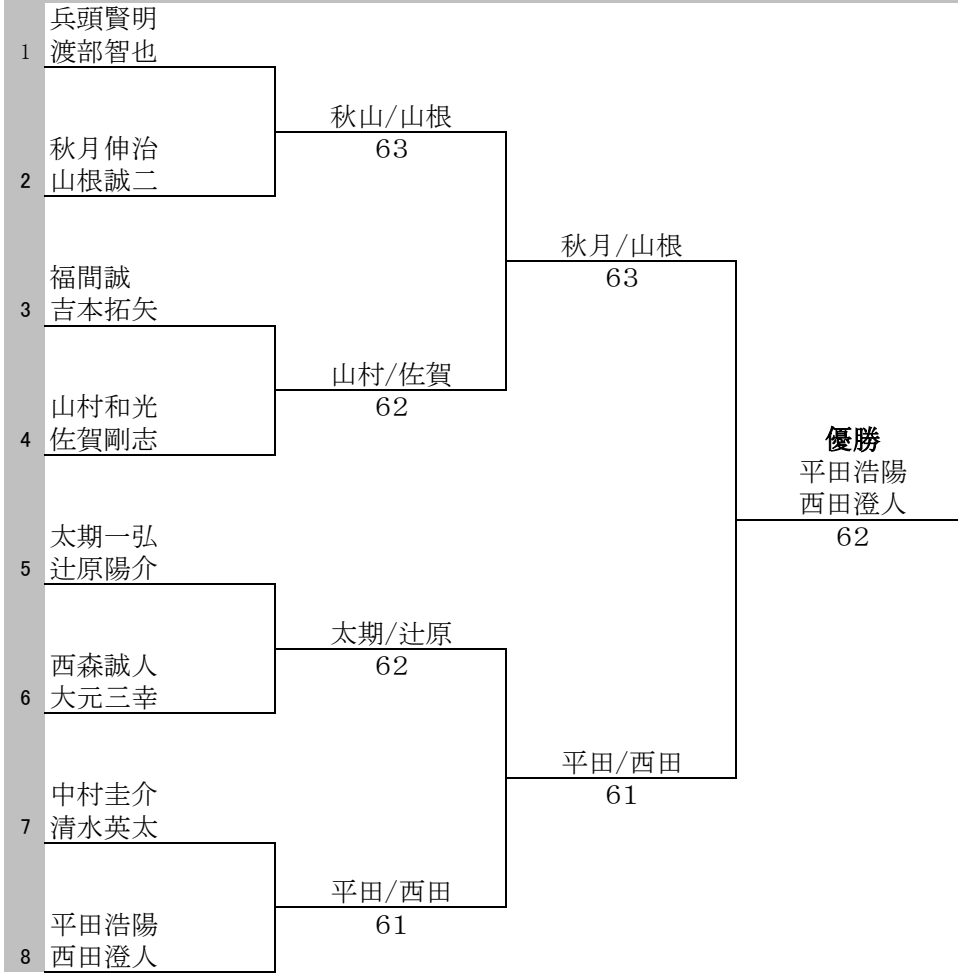 兵頭賢明
1 渡部智也
秋山/山根
63
秋月伸治
2 山根誠二
秋月/山根
63
福間誠
3 吉本拓矢
山村/佐賀
62
山村和光
4 佐賀剛志
優勝
平田浩陽
西田澄人
62
太期一弘
5 辻原陽介
太期/辻原
62
西森誠人
6 大元三幸
平田/西田
61
中村圭介
7 清水英太
平田/西田
61
平田浩陽
8 西田澄人